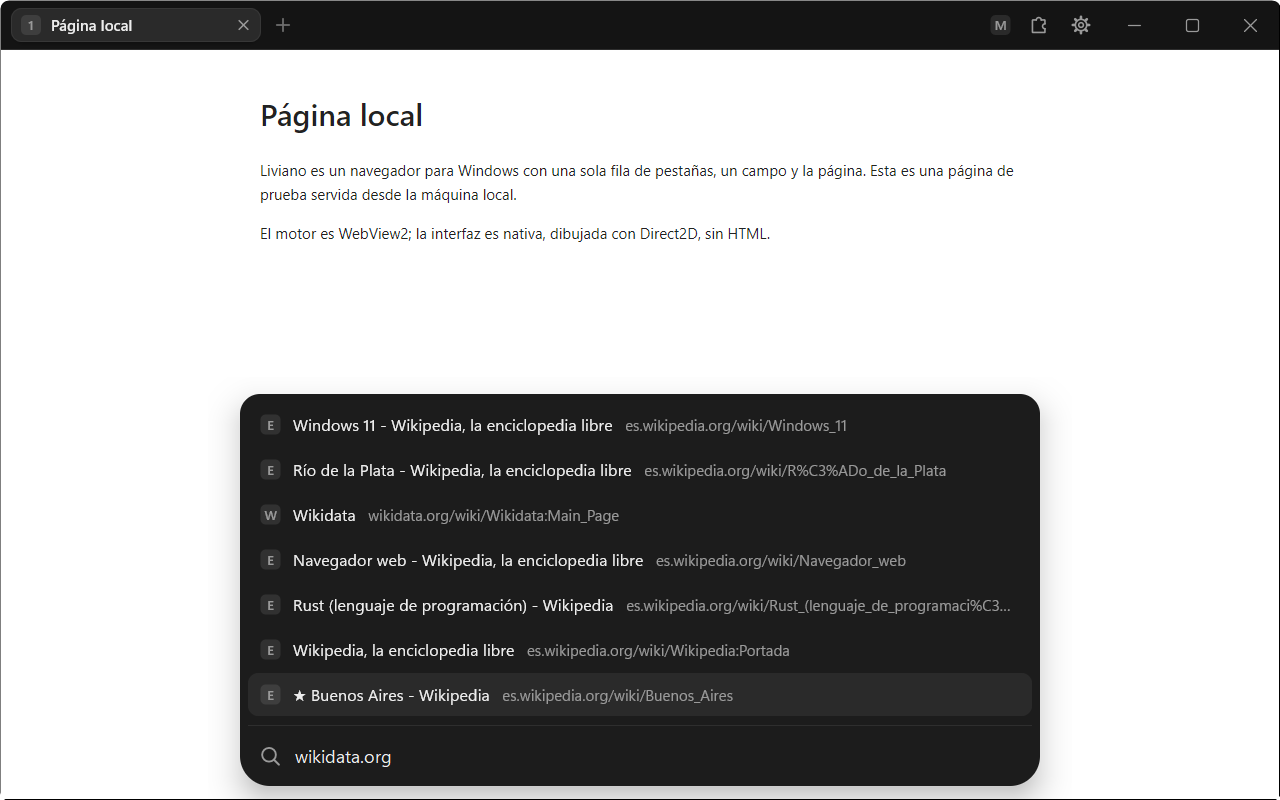 1 Página local
M
Página local
Liviano es un navegador para Windows con una sola fila de pestañas, un campo y la página. Esta es una página de
prueba servida desde la máquina local.
El motor es WebView2; la interfaz es nativa, dibujada con Direct2D, sin HTML.
E Windows 11 - Wikipedia, la enciclopedia libre es.wikipedia.org/wiki/Windows_11
E Río de la Plata - Wikipedia, la enciclopedia libre es.wikipedia.org/wiki/R%C3%ADo_de_la_Plata
W Wikidata wikidata.org/wiki/Wikidata:Main_Page
E Navegador web - Wikipedia, la enciclopedia libre es.wikipedia.org/wiki/Navegador_web
E Rust (lenguaje de programación) - Wikipedia es.wikipedia.org/wiki/Rust_(lenguaje_de_programaci%C3...
E Wikipedia, la enciclopedia libre es.wikipedia.org/wiki/Wikipedia:Portada
E ★ Buenos Aires - Wikipedia es.wikipedia.org/wiki/Buenos_Aires
wikidata.org